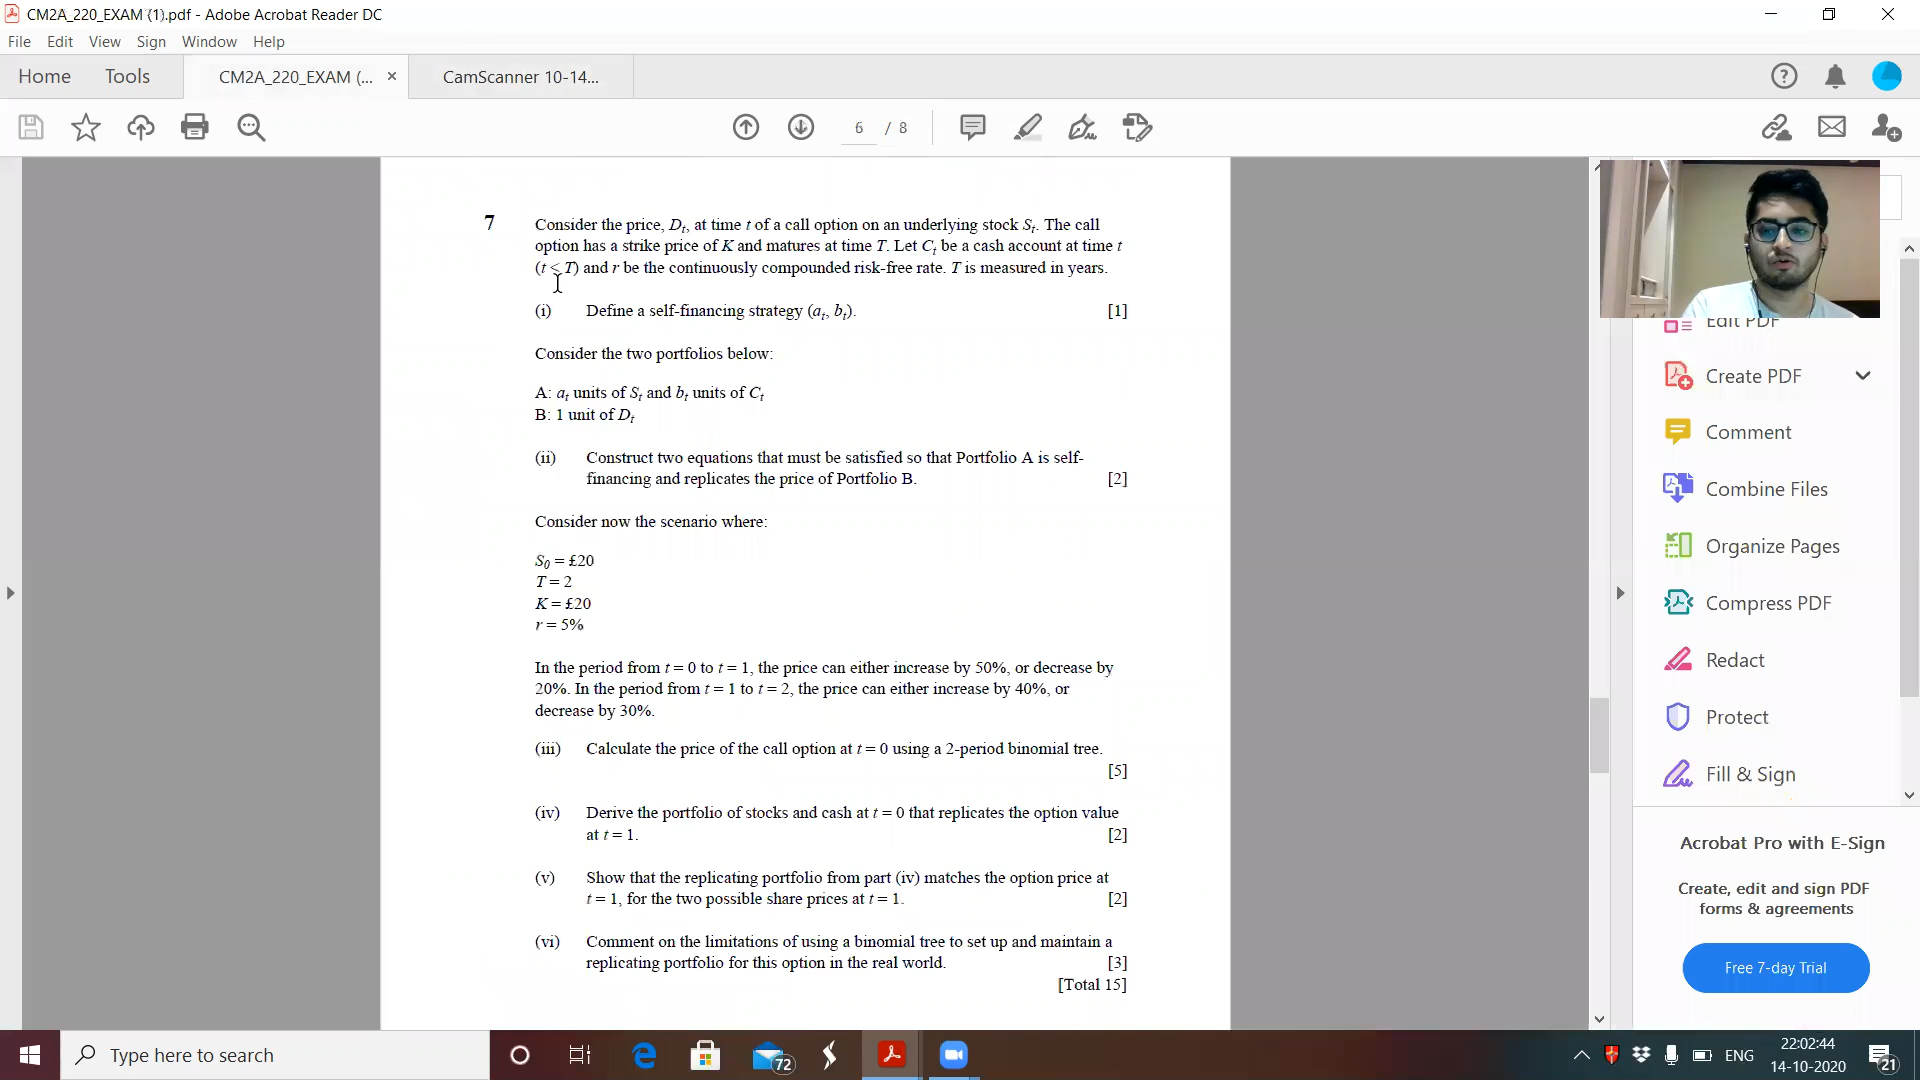 CM2A_220_EXAM (1).pdf - Adobe Acrobat Reader DC
File Edit View Sign Window Help
Home Tools CM2A_220_EXAM (... × CamScanner 10-14...
6 / 8
7 Consider the price, Dt, at time t of a call option on an underlying stock St. The call
option has a strike price of K and matures at time T. Let Ct be a cash account at time t
(t < T) and r be the continuously compounded risk-free rate. T is measured in years.
(i) Define a self-financing strategy (at, bt). [1]
Consider the two portfolios below:
A: at units of St and bt units of Ct
B: 1 unit of Dt
(ii) Construct two equations that must be satisfied so that Portfolio A is self-
financing and replicates the price of Portfolio B. [2]
Consider now the scenario where:
S0 = £20
T = 2
K = £20
r = 5%
In the period from t = 0 to t = 1, the price can either increase by 50%, or decrease by
20%. In the period from t = 1 to t = 2, the price can either increase by 40%, or
decrease by 30%.
(iii) Calculate the price of the call option at t = 0 using a 2-period binomial tree.
[5]
(iv) Derive the portfolio of stocks and cash at t = 0 that replicates the option value
at t = 1. [2]
(v) Show that the replicating portfolio from part (iv) matches the option price at
t = 1, for the two possible share prices at t = 1. [2]
(vi) Comment on the limitations of using a binomial tree to set up and maintain a
replicating portfolio for this option in the real world. [3]
[Total 15]
Edit PDF
Create PDF
Comment
Combine Files
Organize Pages
Compress PDF
Redact
Protect
Fill & Sign
Acrobat Pro with E-Sign
Create, edit and sign PDF
forms & agreements
Free 7-day Trial
Type here to search
72
ENG
22:02:44
14-10-2020
21